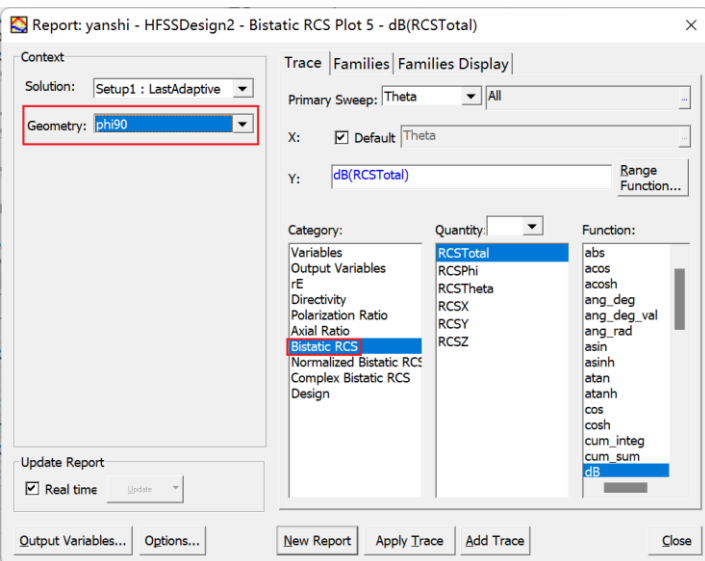 Report: yanshi - HFSSDesign2 - Bistatic RCS Plot 5 - dB(RCSTotal)
Context
Solution: Setup1 : LastAdaptive
Geometry: phi90
Trace Families Families Display
Primary Sweep: Theta All ...
X: Default Theta ...
Y: dB(RCSTotal) Range Function...
Category:
Variables
Output Variables
rE
Directivity
Polarization Ratio
Axial Ratio
Bistatic RCS
Normalized Bistatic RCS
Complex Bistatic RCS
Design
Quantity:
RCSTotal
RCSPhi
RCSTheta
RCSX
RCSY
RCSZ
Function:
abs
acos
acosh
ang_deg
ang_deg_val
ang_rad
asin
asinh
atan
atanh
cos
cosh
cum_integ
cum_sum
dB
Update Report
Real time Update
Output Variables... Options... New Report Apply Trace Add Trace Close